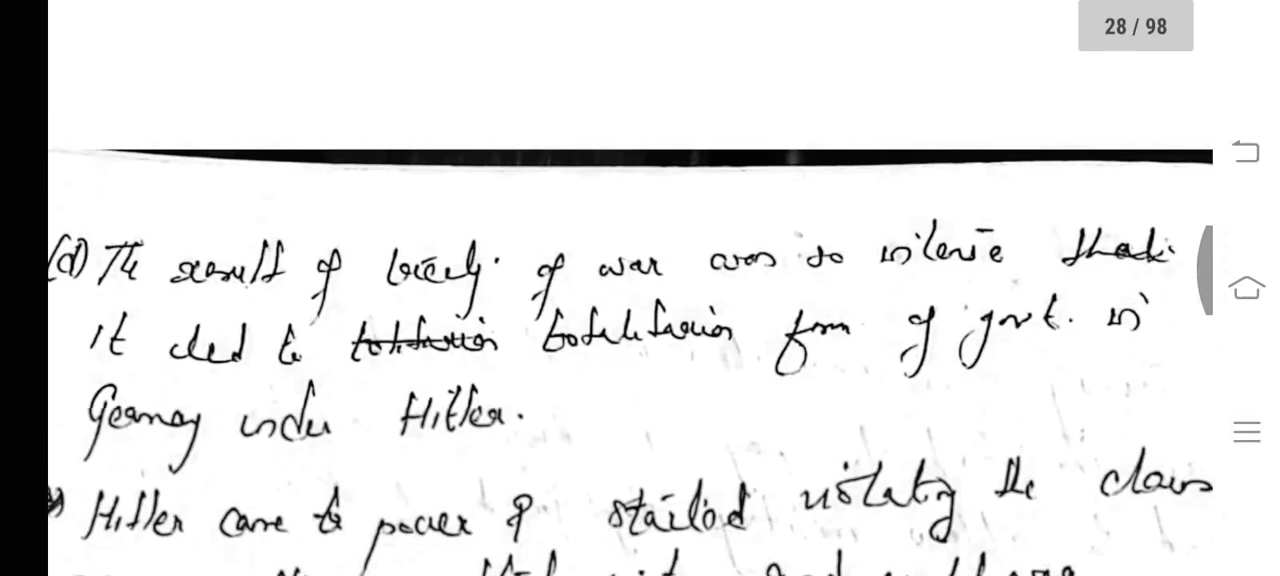 28 / 98
(d) The result of treaty of war was so intense that
it led to totalitarian form of govt. in
Germany under Hitler.
Hitler came to power & started violating the claus